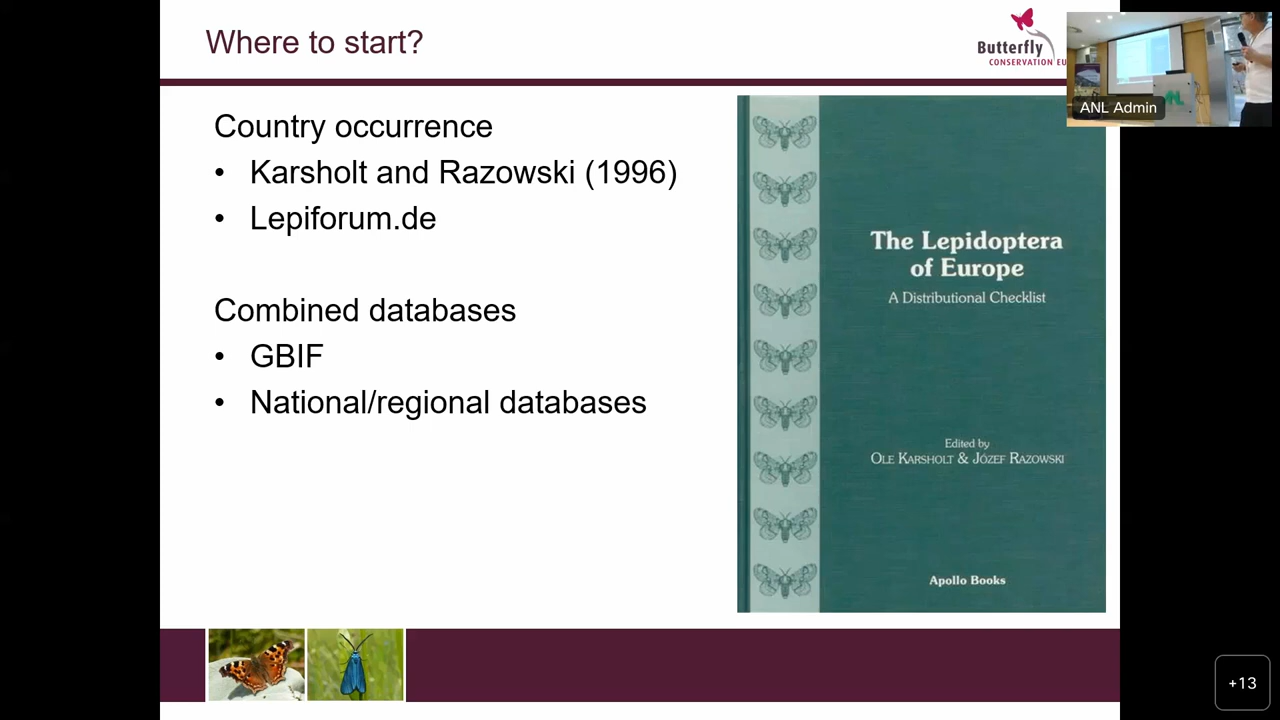 Where to start?
Butterfly
CONSERVATION EU
ANL Admin
Country occurrence
• Karsholt and Razowski (1996)
• Lepiforum.de
Combined databases
• GBIF
• National/regional databases
The Lepidoptera
of Europe
A Distributional Checklist
Edited by
OLE KARSHOLT & JÓZEF RAZOWSKI
Apollo Books
+13